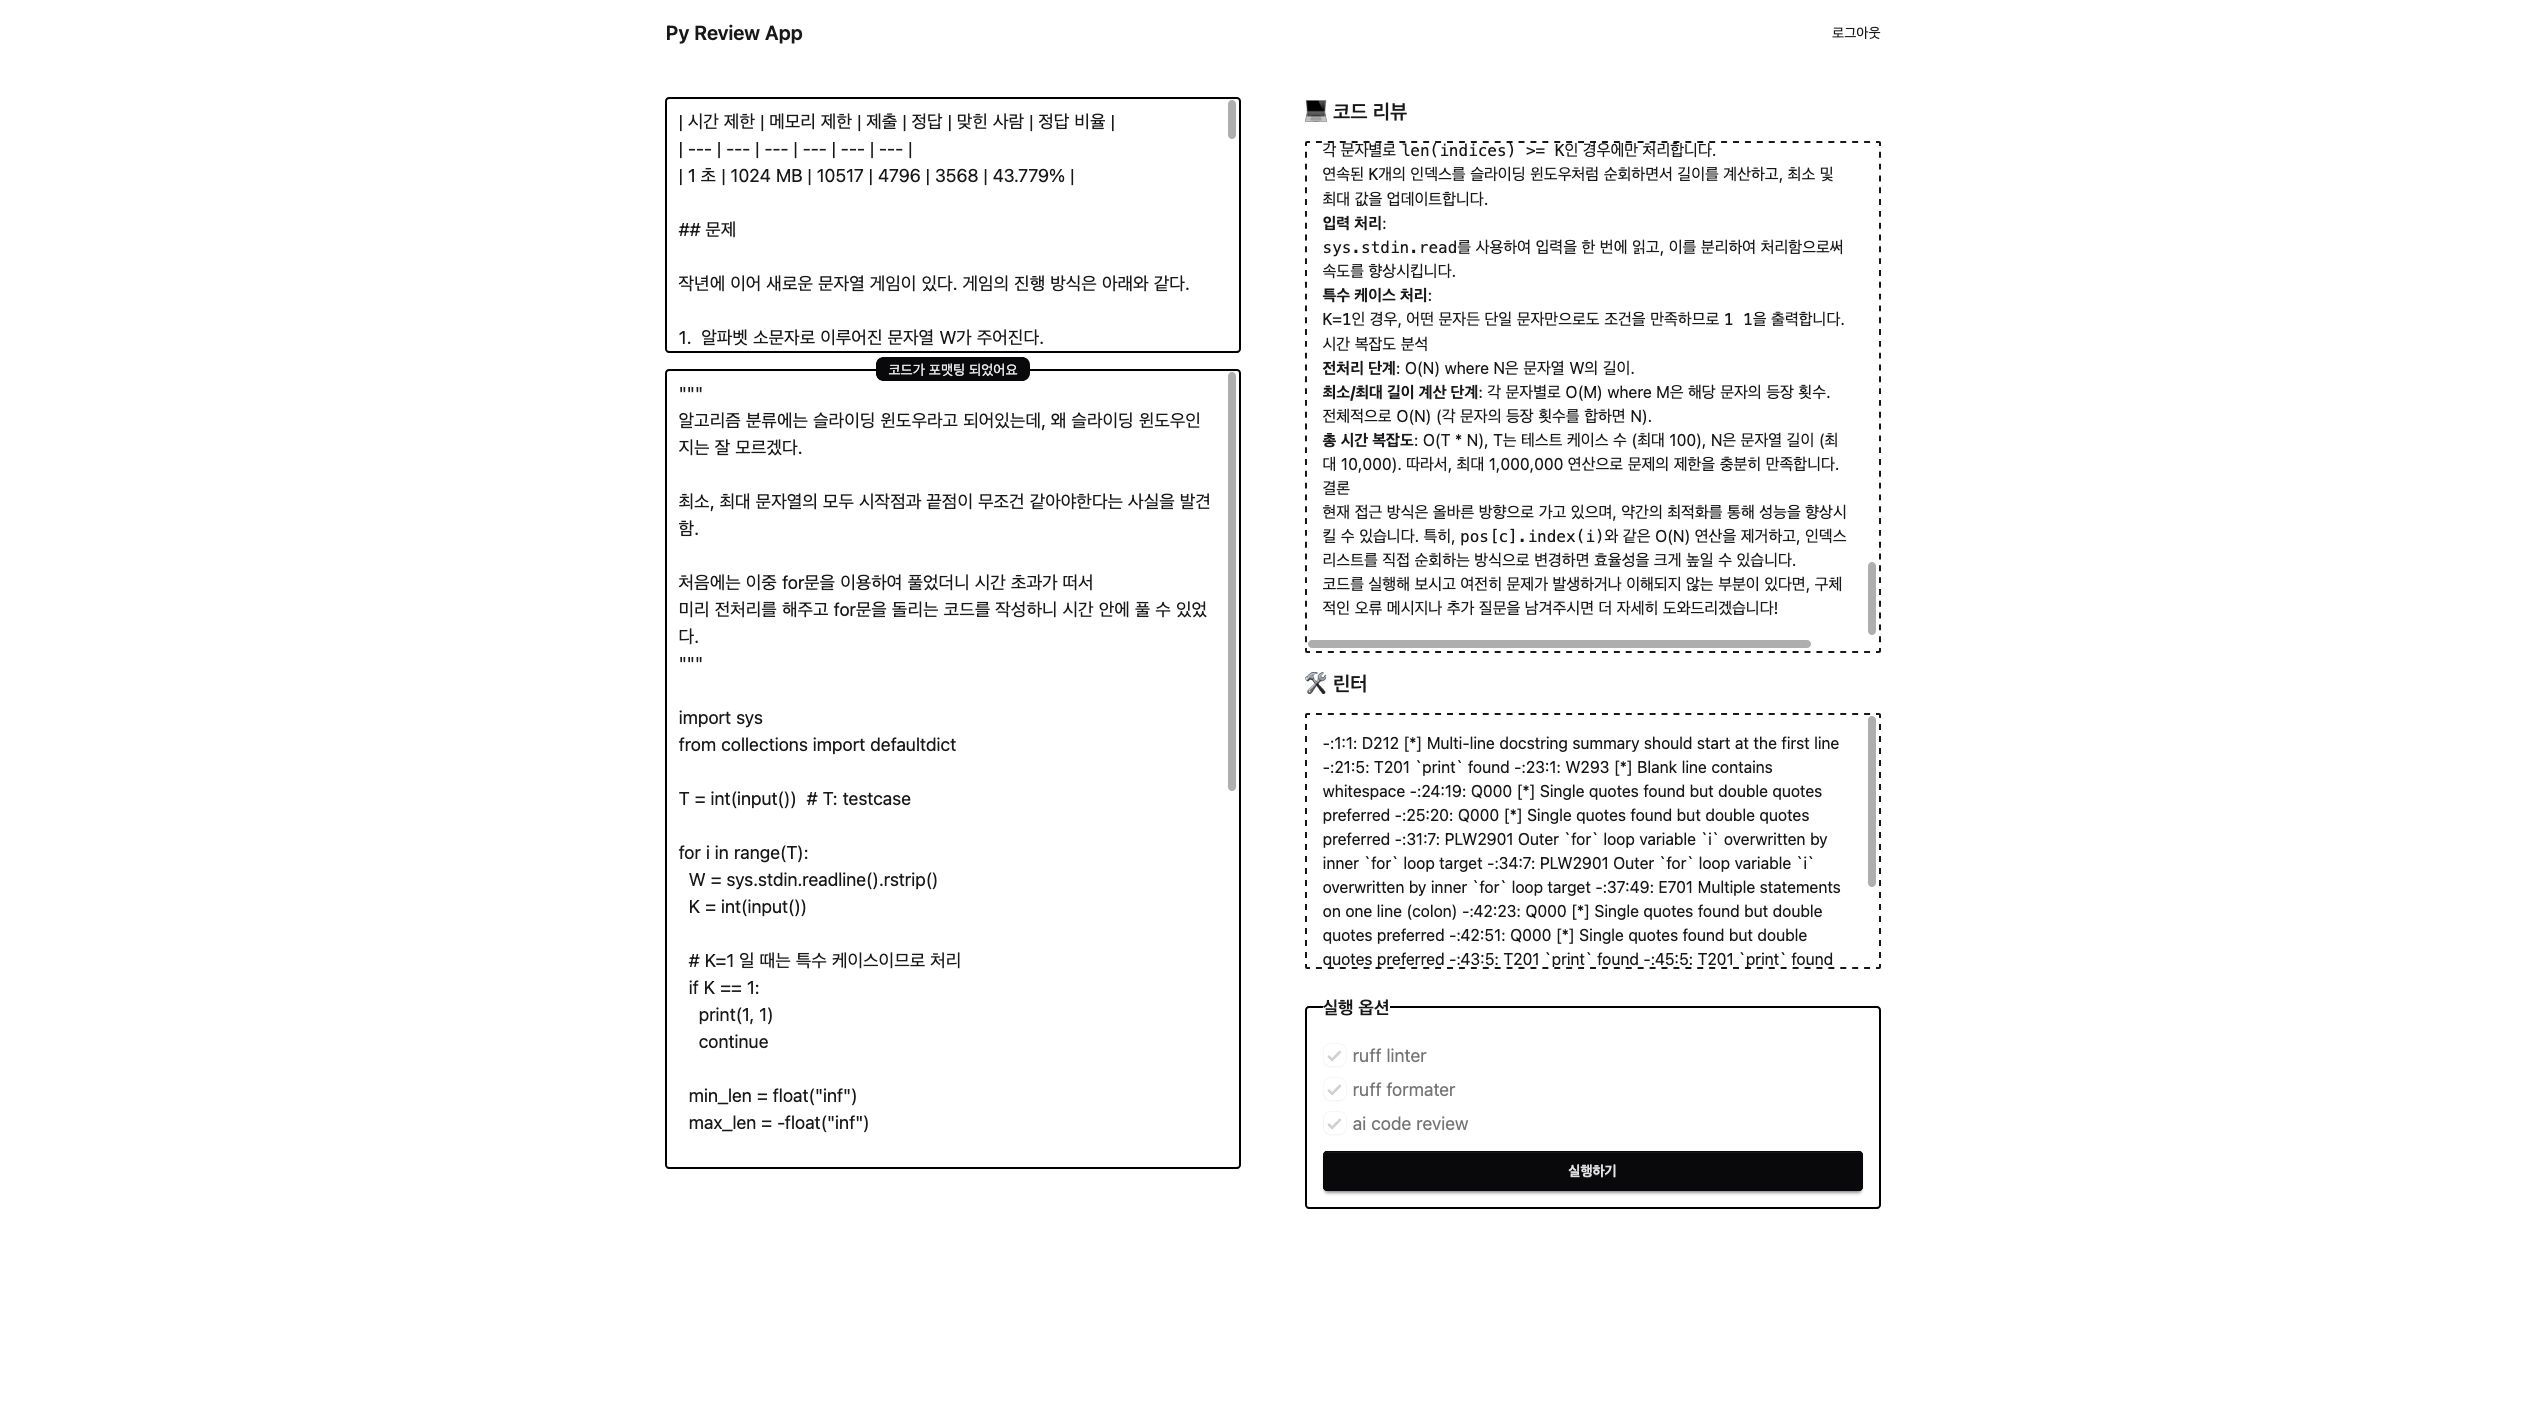 Py Review App
로그아웃
| 시간 제한 | 메모리 제한 | 제출 | 정답 | 맞힌 사람 | 정답 비율 |
| --- | --- | --- | --- | --- | --- |
| 1 초 | 1024 MB | 10517 | 4796 | 3568 | 43.779% |
## 문제
작년에 이어 새로운 문자열 게임이 있다. 게임의 진행 방식은 아래와 같다.
1.  알파벳 소문자로 이루어진 문자열 W가 주어진다.
코드가 포맷팅 되었어요
"""
알고리즘 분류에는 슬라이딩 윈도우라고 되어있는데, 왜 슬라이딩 윈도우인
지는 잘 모르겠다.
최소, 최대 문자열의 모두 시작점과 끝점이 무조건 같아야한다는 사실을 발견
함.
처음에는 이중 for문을 이용하여 풀었더니 시간 초과가 떠서
미리 전처리를 해주고 for문을 돌리는 코드를 작성하니 시간 안에 풀 수 있었
다.
"""
import sys
from collections import defaultdict
T = int(input())  # T: testcase
for i in range(T):
  W = sys.stdin.readline().rstrip()
  K = int(input())
  # K=1 일 때는 특수 케이스이므로 처리
  if K == 1:
    print(1, 1)
    continue
  min_len = float("inf")
  max_len = -float("inf")
💻 코드 리뷰
각 문자별로 len(indices) >= K인 경우에만 처리합니다.
연속된 K개의 인덱스를 슬라이딩 윈도우처럼 순회하면서 길이를 계산하고, 최소 및
최대 값을 업데이트합니다.
입력 처리:
sys.stdin.read를 사용하여 입력을 한 번에 읽고, 이를 분리하여 처리함으로써
속도를 향상시킵니다.
특수 케이스 처리:
K=1인 경우, 어떤 문자든 단일 문자만으로도 조건을 만족하므로 1 1을 출력합니다.
시간 복잡도 분석
전처리 단계: O(N) where N은 문자열 W의 길이.
최소/최대 길이 계산 단계: 각 문자별로 O(M) where M은 해당 문자의 등장 횟수.
전체적으로 O(N) (각 문자의 등장 횟수를 합하면 N).
총 시간 복잡도: O(T * N), T는 테스트 케이스 수 (최대 100), N은 문자열 길이 (최
대 10,000). 따라서, 최대 1,000,000 연산으로 문제의 제한을 충분히 만족합니다.
결론
현재 접근 방식은 올바른 방향으로 가고 있으며, 약간의 최적화를 통해 성능을 향상시
킬 수 있습니다. 특히, pos[c].index(i)와 같은 O(N) 연산을 제거하고, 인덱스
리스트를 직접 순회하는 방식으로 변경하면 효율성을 크게 높일 수 있습니다.
코드를 실행해 보시고 여전히 문제가 발생하거나 이해되지 않는 부분이 있다면, 구체
적인 오류 메시지나 추가 질문을 남겨주시면 더 자세히 도와드리겠습니다!
🛠 린터
-:1:1: D212 [*] Multi-line docstring summary should start at the first line
-:21:5: T201 `print` found -:23:1: W293 [*] Blank line contains
whitespace -:24:19: Q000 [*] Single quotes found but double quotes
preferred -:25:20: Q000 [*] Single quotes found but double quotes
preferred -:31:7: PLW2901 Outer `for` loop variable `i` overwritten by
inner `for` loop target -:34:7: PLW2901 Outer `for` loop variable `i`
overwritten by inner `for` loop target -:37:49: E701 Multiple statements
on one line (colon) -:42:23: Q000 [*] Single quotes found but double
quotes preferred -:42:51: Q000 [*] Single quotes found but double
quotes preferred -:43:5: T201 `print` found -:45:5: T201 `print` found
실행 옵션
ruff linter
ruff formater
ai code review
실행하기